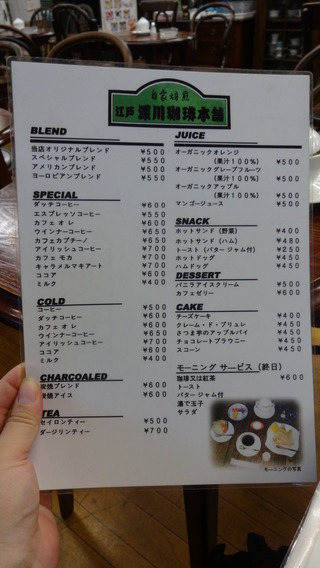 自家焙煎
江戸 深川珈琲本舗
BLEND
当店オリジナルブレンド ¥500
スペシャルブレンド ¥550
アメリカンブレンド ¥500
ヨーロピアンブレンド ¥550
SPECIAL
ダッチコーヒー ¥600
エスプレッソコーヒー ¥550
カフェ オ レ ¥600
ウインナーコーヒー ¥650
カフェカプチーノ ¥650
アイリッシュコーヒー ¥700
カフェ モカ ¥700
キャラメルマキアート ¥700
ココア ¥600
ミルク ¥400
COLD
コーヒー ¥500
ダッチコーヒー ¥600
カフェ オ レ ¥600
ウインナーコーヒー ¥650
アイリッシュコーヒー ¥700
ココア ¥600
ミルク ¥400
CHARCOALED
炭焼ブレンド ¥600
炭焼アイス ¥600
TEA
セイロンティー ¥500
ダージリンティー ¥700
JUICE
オーガニックオレンジ
(果汁100%) ¥500
オーガニックグレープフルーツ
(果汁100%) ¥500
オーガニックアップル
(果汁100%) ¥500
マンゴージュース ¥500
SNACK
ホットサンド (野菜) ¥400
ホットサンド (ハム) ¥480
トースト (バター ジャム付) ¥250
ホットドッグ ¥450
ハムドッグ ¥450
DESSERT
バニラアイスクリーム ¥500
カフェゼリー ¥600
CAKE
チーズケーキ ¥400
クレーム・ド・ブリュレ ¥450
さつま芋のアップルパイ ¥450
チョコレートブラウニー ¥450
スコーン ¥450
モーニング サービス (終日)
珈琲又は紅茶 ¥600
トースト
バター ジャム付
茹で玉子
サラダ
モーニングの写真